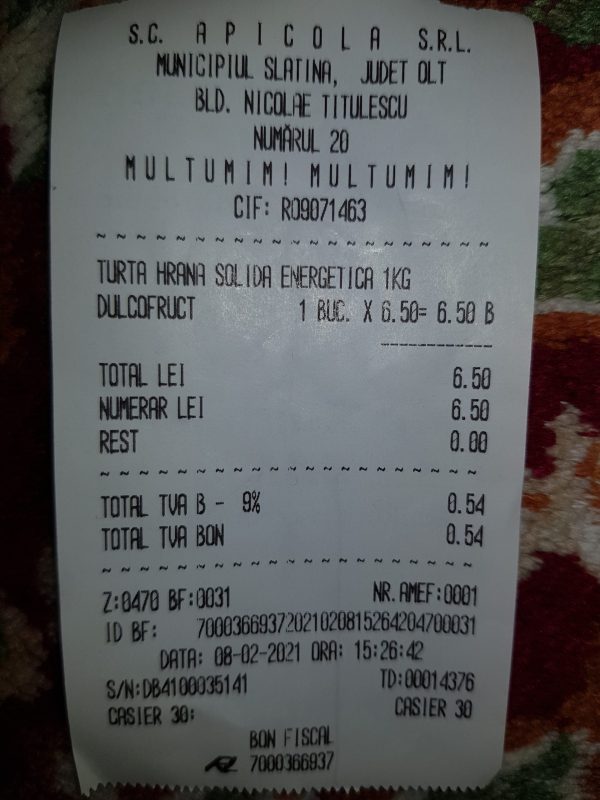 S.C. A P I C O L A S.R.L.
MUNICIPIUL SLATINA, JUDET OLT
BLD. NICOLAE TITULESCU
NUMĂRUL 20
M U L T U M I M ! M U L T U M I M !
CIF: RO9071463
~ ~ ~ ~ ~ ~ ~ ~ ~ ~ ~ ~ ~ ~ ~ ~ ~ ~ ~
TURTA HRANA SOLIDA ENERGETICA 1KG
DULCOFRUCT 1 BUC. X 6.50= 6.50 B
------------
TOTAL LEI 6.50
NUMERAR LEI 6.50
REST 0.00
~ ~ ~ ~ ~ ~ ~ ~ ~ ~ ~ ~ ~ ~ ~ ~ ~ ~ ~
TOTAL TVA B - 9% 0.54
TOTAL TVA BON 0.54
~ ~ ~ ~ ~ ~ ~ ~ ~ ~ ~ ~ ~ ~ ~ ~ ~ ~ ~
Z:0470 BF:0031 NR.AMEF:0001
ID BF: 70003669372021020815264204700031
DATA: 08-02-2021 ORA: 15:26:42
S/N:DB4100035141 TD:00014376
CASIER 30: CASIER 30
BON FISCAL
7000366937